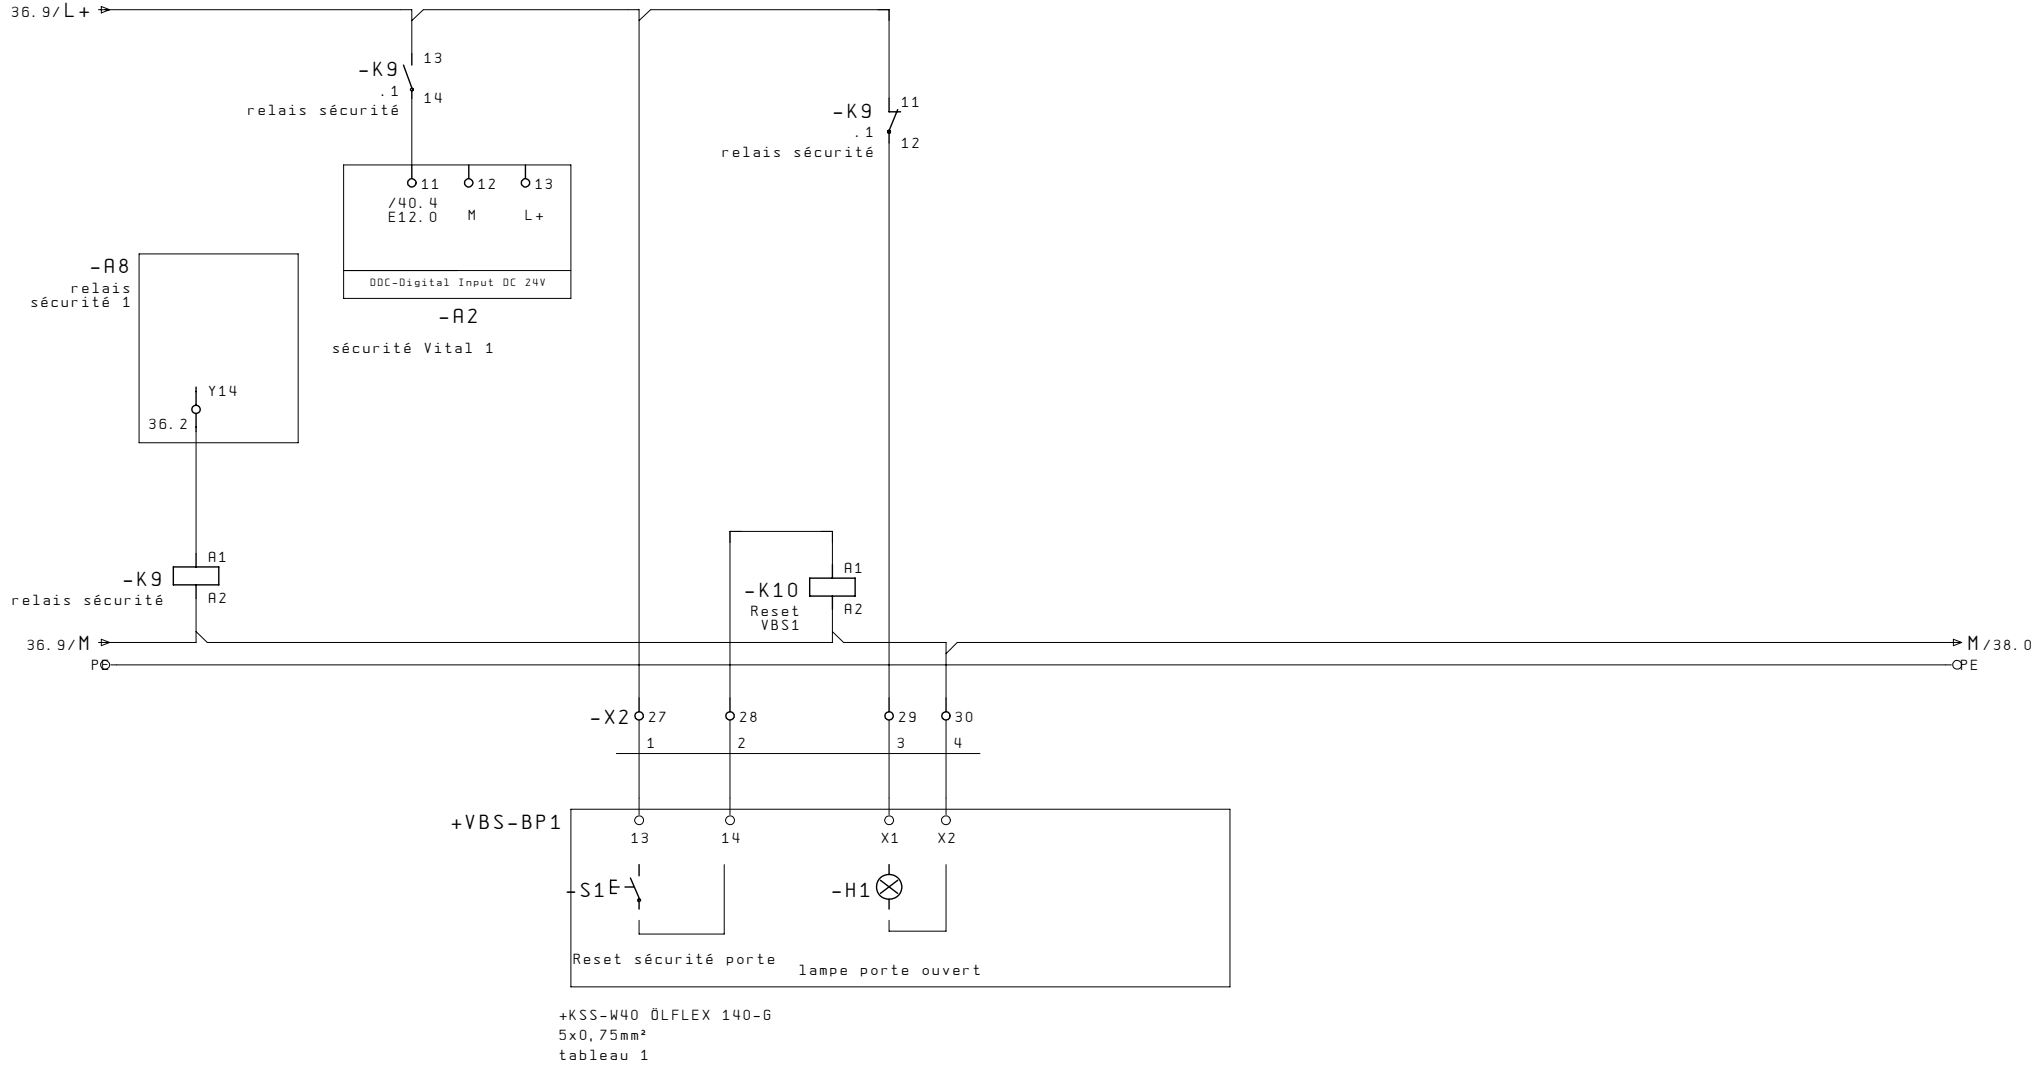 36.9/L+
-K9
13
.1
14
relais sécurité
-K9
11
.1
12
relais sécurité
11
12
13
/40.4
E12.0
M
L+
DDC-Digital Input DC 24V
-A2
sécurité Vital 1
-A8
relais
sécurité 1
Y14
36.2
A1
-K9
relais sécurité
A2
A1
-K10
Reset
VBS1
A2
36.9/M
M/38.0
PE
PE
-X2
27
28
29
30
1
2
3
4
+VBS-BP1
13
14
X1
X2
-S1
-H1
Reset sécurité porte
lampe porte ouvert
+KSS-W40 ÖLFLEX 140-G
5x0,75mm²
tableau 1